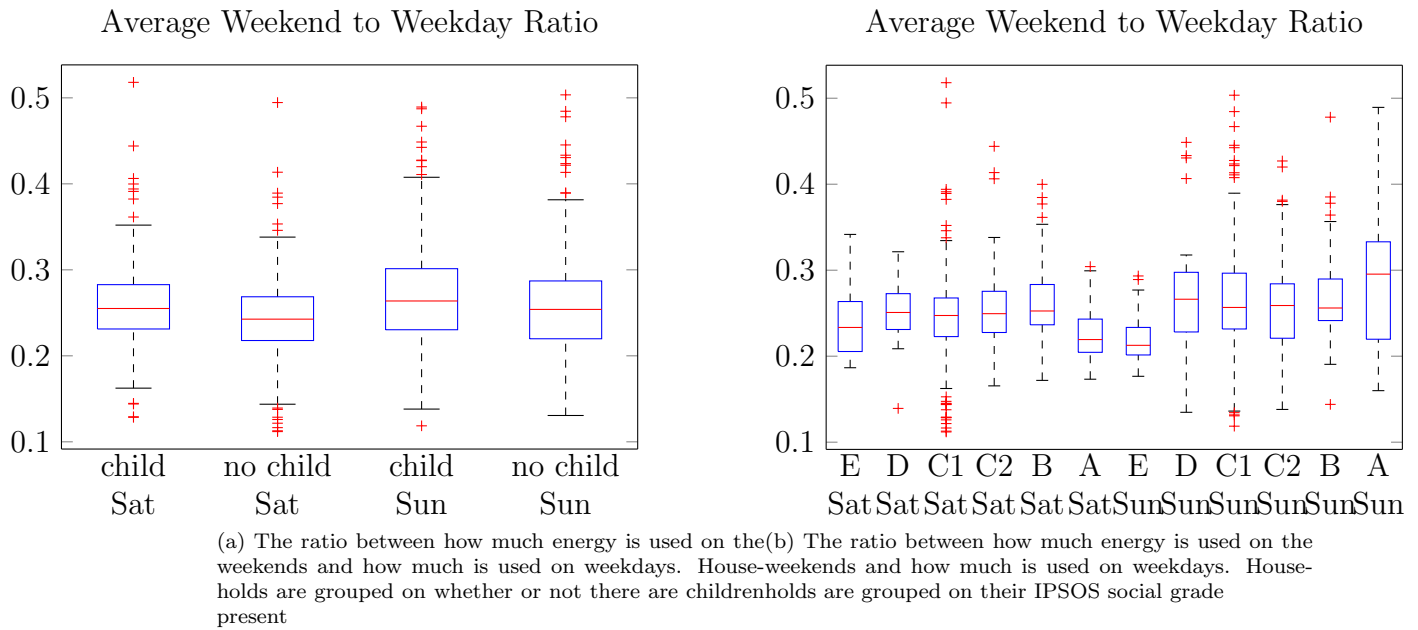 Average Weekend to Weekday Ratio
0.5
0.4
0.3
0.2
0.1
child no child child no child
Sat Sat Sun Sun
(a) The ratio between how much energy is used on the
weekends and how much is used on weekdays. House-
holds are grouped on whether or not there are children
present
Average Weekend to Weekday Ratio
0.5
0.4
0.3
0.2
0.1
E D C1 C2 B A E D C1 C2 B A
Sat Sat Sat Sat Sat Sat Sun Sun Sun Sun Sun Sun
(b) The ratio between how much energy is used on the
weekends and how much is used on weekdays. House-
holds are grouped on their IPSOS social grade